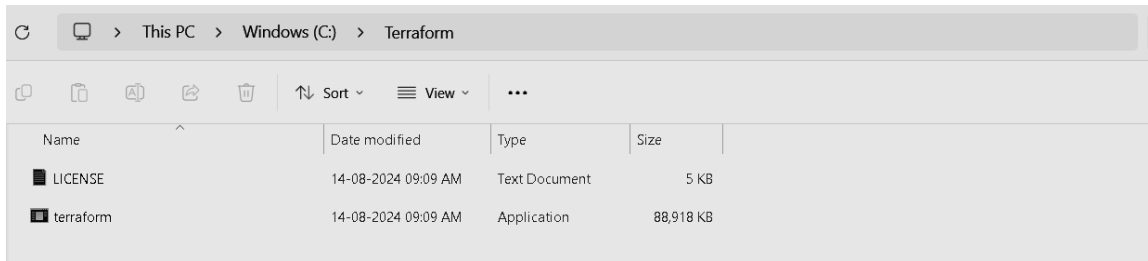 This PC > Windows (C:) > Terraform
Sort View
Name Date modified Type Size
LICENSE 14-08-2024 09:09 AM Text Document 5 KB
terraform 14-08-2024 09:09 AM Application 88,918 KB